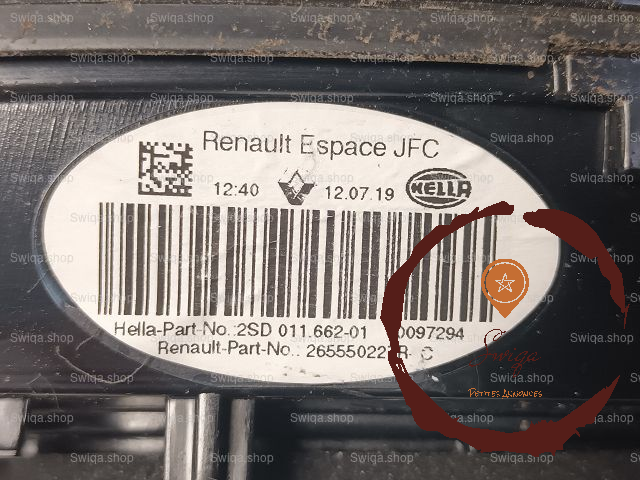 Renault Espace JFC
12:40 12.07.19 HELLA
Hella-Part-No.:2SD 011.662-01 0097294
Renault-Part-No.: C
Swiqa
PETITES ANNONCES
Swiqa.shop